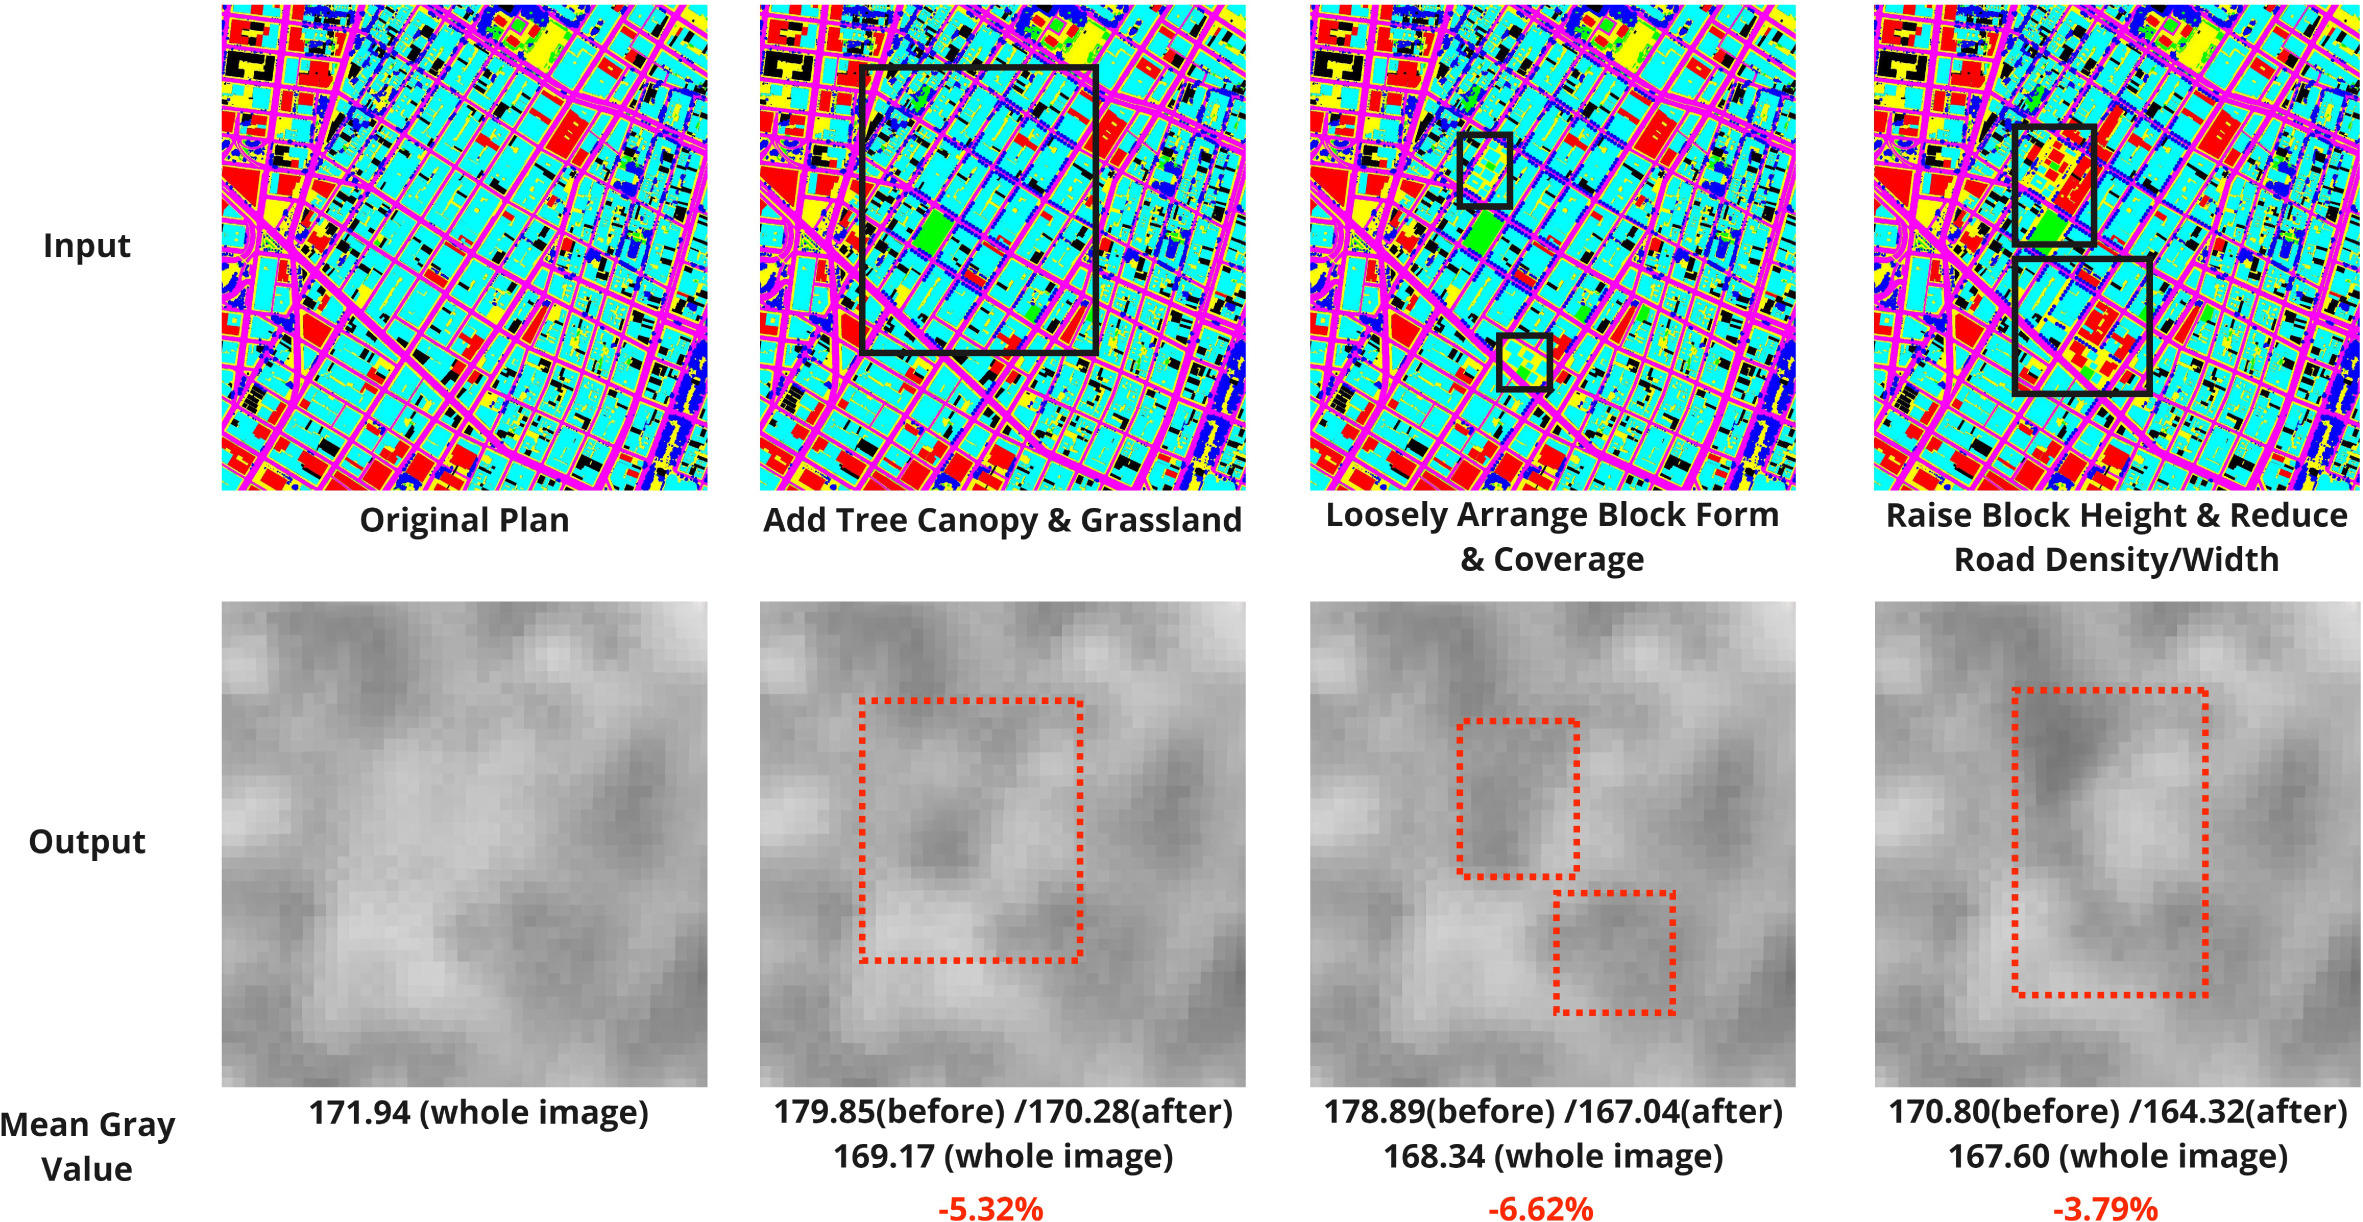 Input
Original Plan
Add Tree Canopy & Grassland
Loosely Arrange Block Form
& Coverage
Raise Block Height & Reduce
Road Density/Width
Output
Mean Gray
Value
171.94 (whole image)
179.85(before) /170.28(after)
169.17 (whole image)
-5.32%
178.89(before) /167.04(after)
168.34 (whole image)
-6.62%
170.80(before) /164.32(after)
167.60 (whole image)
-3.79%